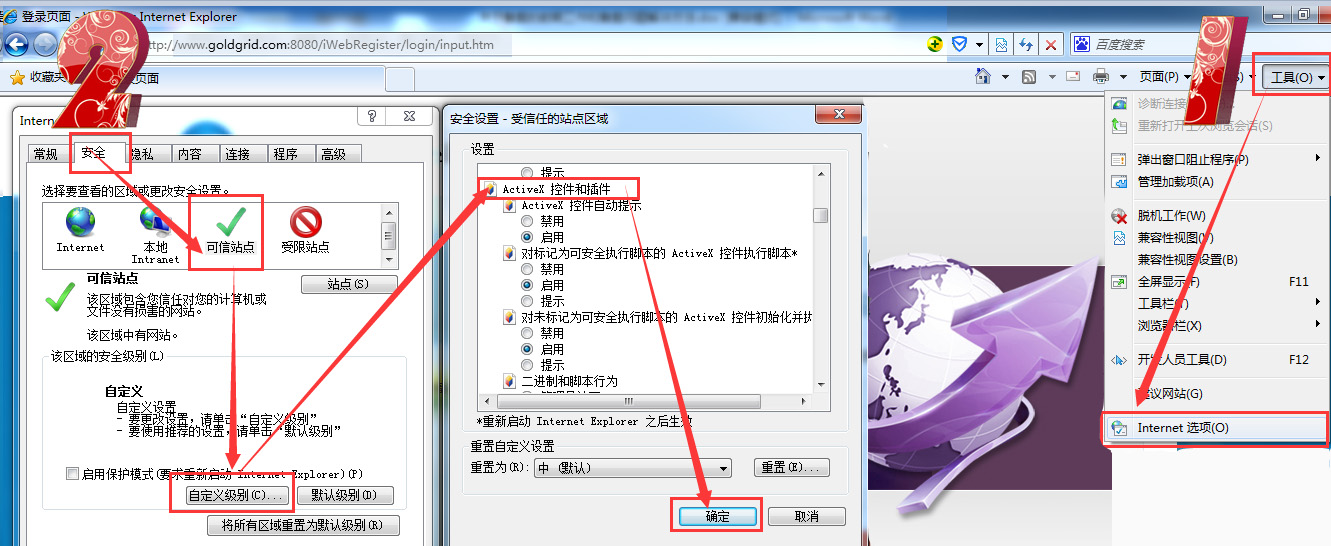 登录页面
Internet Explorer
http://www.goldgrid.com:8080/iWebRegister/login/input.htm
百度搜索
收藏夹
页面
页面(P)
工具(O)
2
1
诊断连接
重新打开上次浏览会话(S)
弹出窗口阻止程序(P)
管理加载项(A)
脱机工作(W)
兼容性视图(V)
兼容性视图设置(B)
全屏显示(F) F11
工具栏(T)
浏览器栏(X)
开发人员工具(D) F12
建议网站(G)
Internet 选项(O)
Intern
常规 安全 隐私 内容 连接 程序 高级
选择要查看的区域或更改安全设置。
Internet
本地
Intranet
可信站点
受限站点
可信站点
该区域包含您信任对您的计算机或
文件没有损害的网站。
该区域中有网站。
站点(S)
该区域的安全级别(L)
自定义
自定义设置
- 要更改设置,请单击“自定义级别”
- 要使用推荐的设置,请单击“默认级别”
启用保护模式(要求重新启动 Internet Explorer)(P)
自定义级别(C)... 默认级别(D)
将所有区域重置为默认级别(R)
安全设置 - 受信任的站点区域
设置
提示
ActiveX 控件和插件
ActiveX 控件自动提示
禁用
启用
对标记为可安全执行脚本的 ActiveX 控件执行脚本*
禁用
启用
提示
对未标记为可安全执行脚本的 ActiveX 控件初始化并执
禁用
启用
提示
二进制和脚本行为
*重新启动 Internet Explorer 之后生效
重置自定义设置
重置为(R): 中 (默认) 重置(E)...
确定 取消